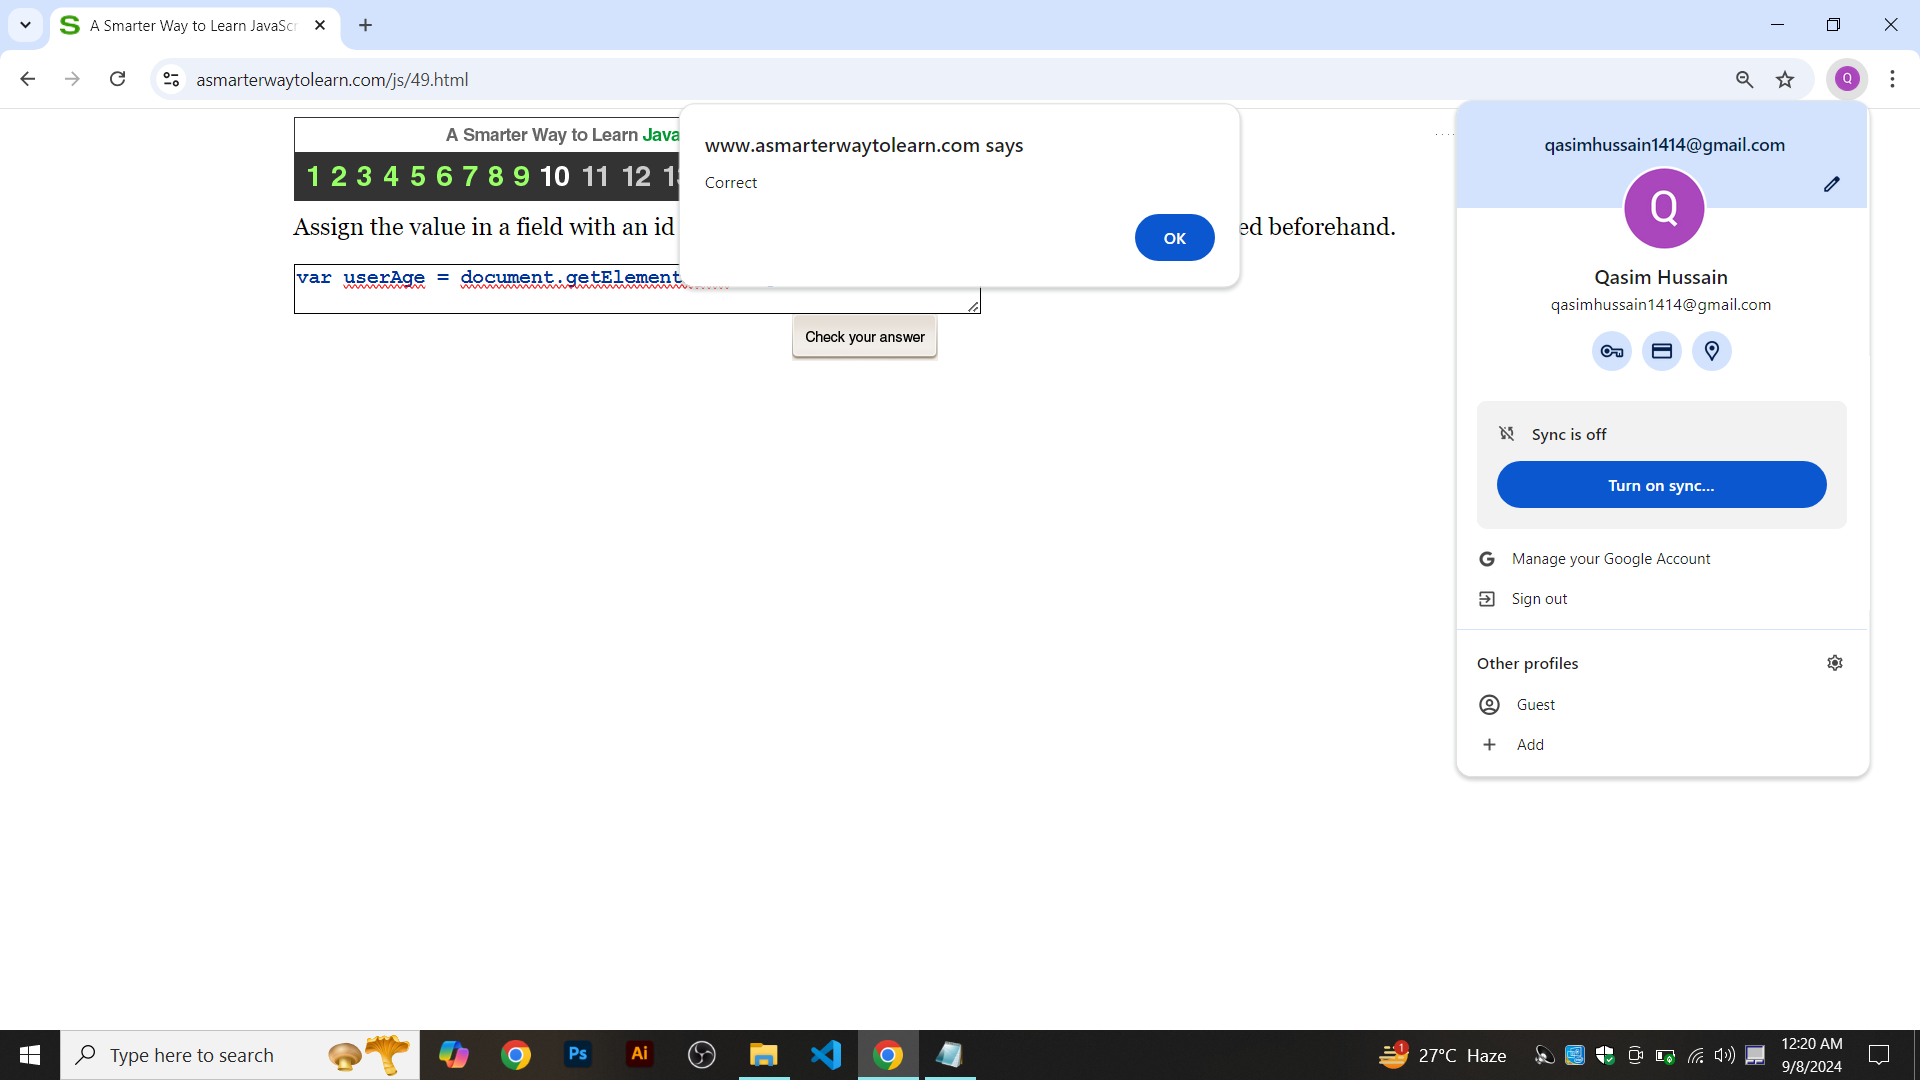 A Smarter Way to Learn JavaScr
asmarterwaytolearn.com/js/49.html
Q
A Smarter Way to Learn Java
1 2 3 4 5 6 7 8 9 10 11 12
Assign the value in a field with an id
ed beforehand.
var userAge = document.getElement
Check your answer
www.asmarterwaytolearn.com says
Correct
OK
qasimhussain1414@gmail.com
Q
Qasim Hussain
qasimhussain1414@gmail.com
Sync is off
Turn on sync...
Manage your Google Account
Sign out
Other profiles
Guest
Add
Type here to search
Ps
Ai
1
27°C Haze
12:20 AM
9/8/2024